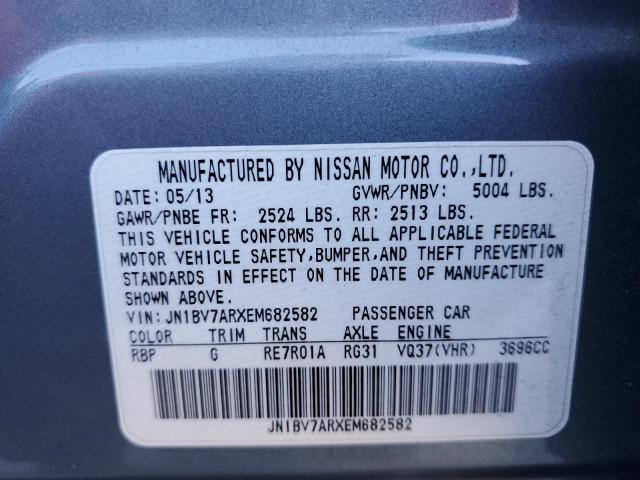 MANUFACTURED BY NISSAN MOTOR CO.,LTD.
DATE: 05/13 GVWR/PNBV: 5004 LBS.
GAWR/PNBE FR: 2524 LBS. RR: 2513 LBS.
THIS VEHICLE CONFORMS TO ALL APPLICABLE FEDERAL
MOTOR VEHICLE SAFETY,BUMPER,AND THEFT PREVENTION
STANDARDS IN EFFECT ON THE DATE OF MANUFACTURE
SHOWN ABOVE.
VIN: JN1BV7ARXEM682582 PASSENGER CAR
COLOR TRIM TRANS AXLE ENGINE
RBP G RE7R01A RG31 VQ37(VHR) 3696CC
JN1BV7ARXEM682582